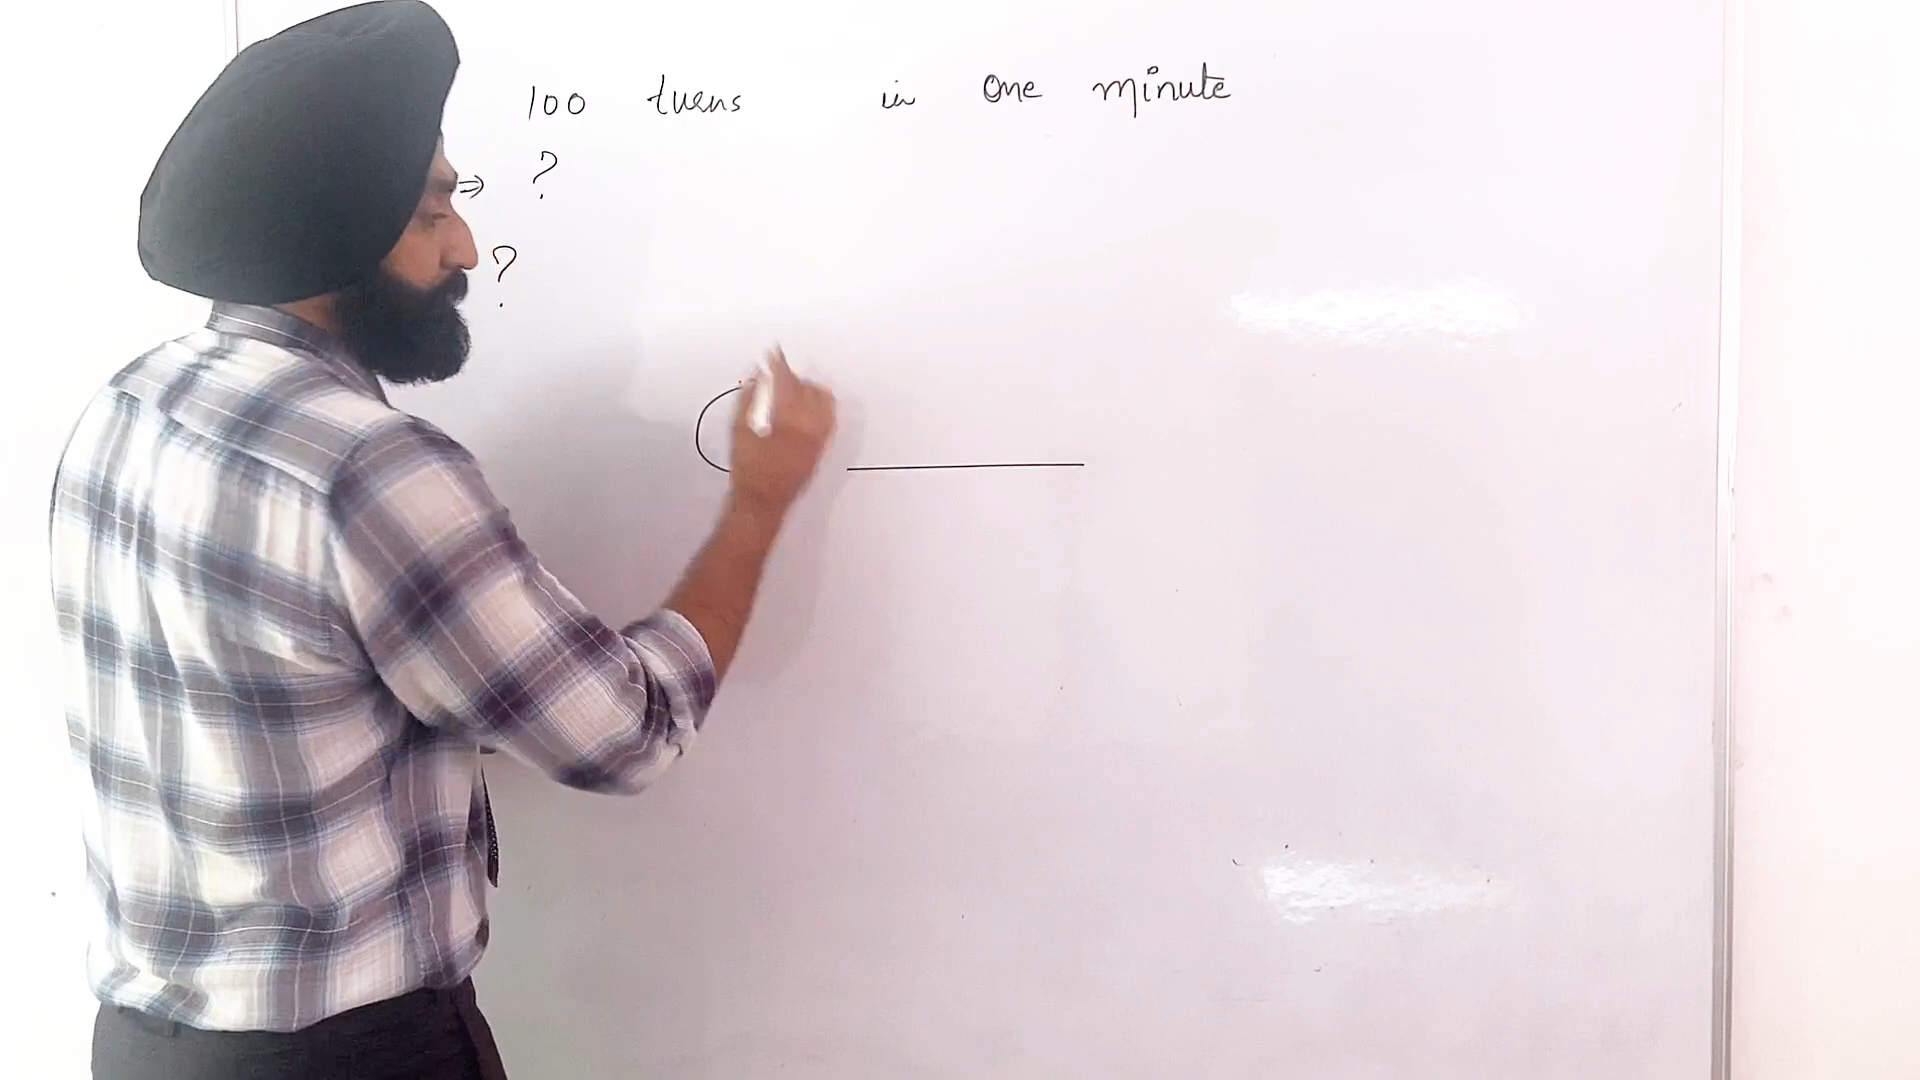 100 turns in one minute
⇒ ?
?